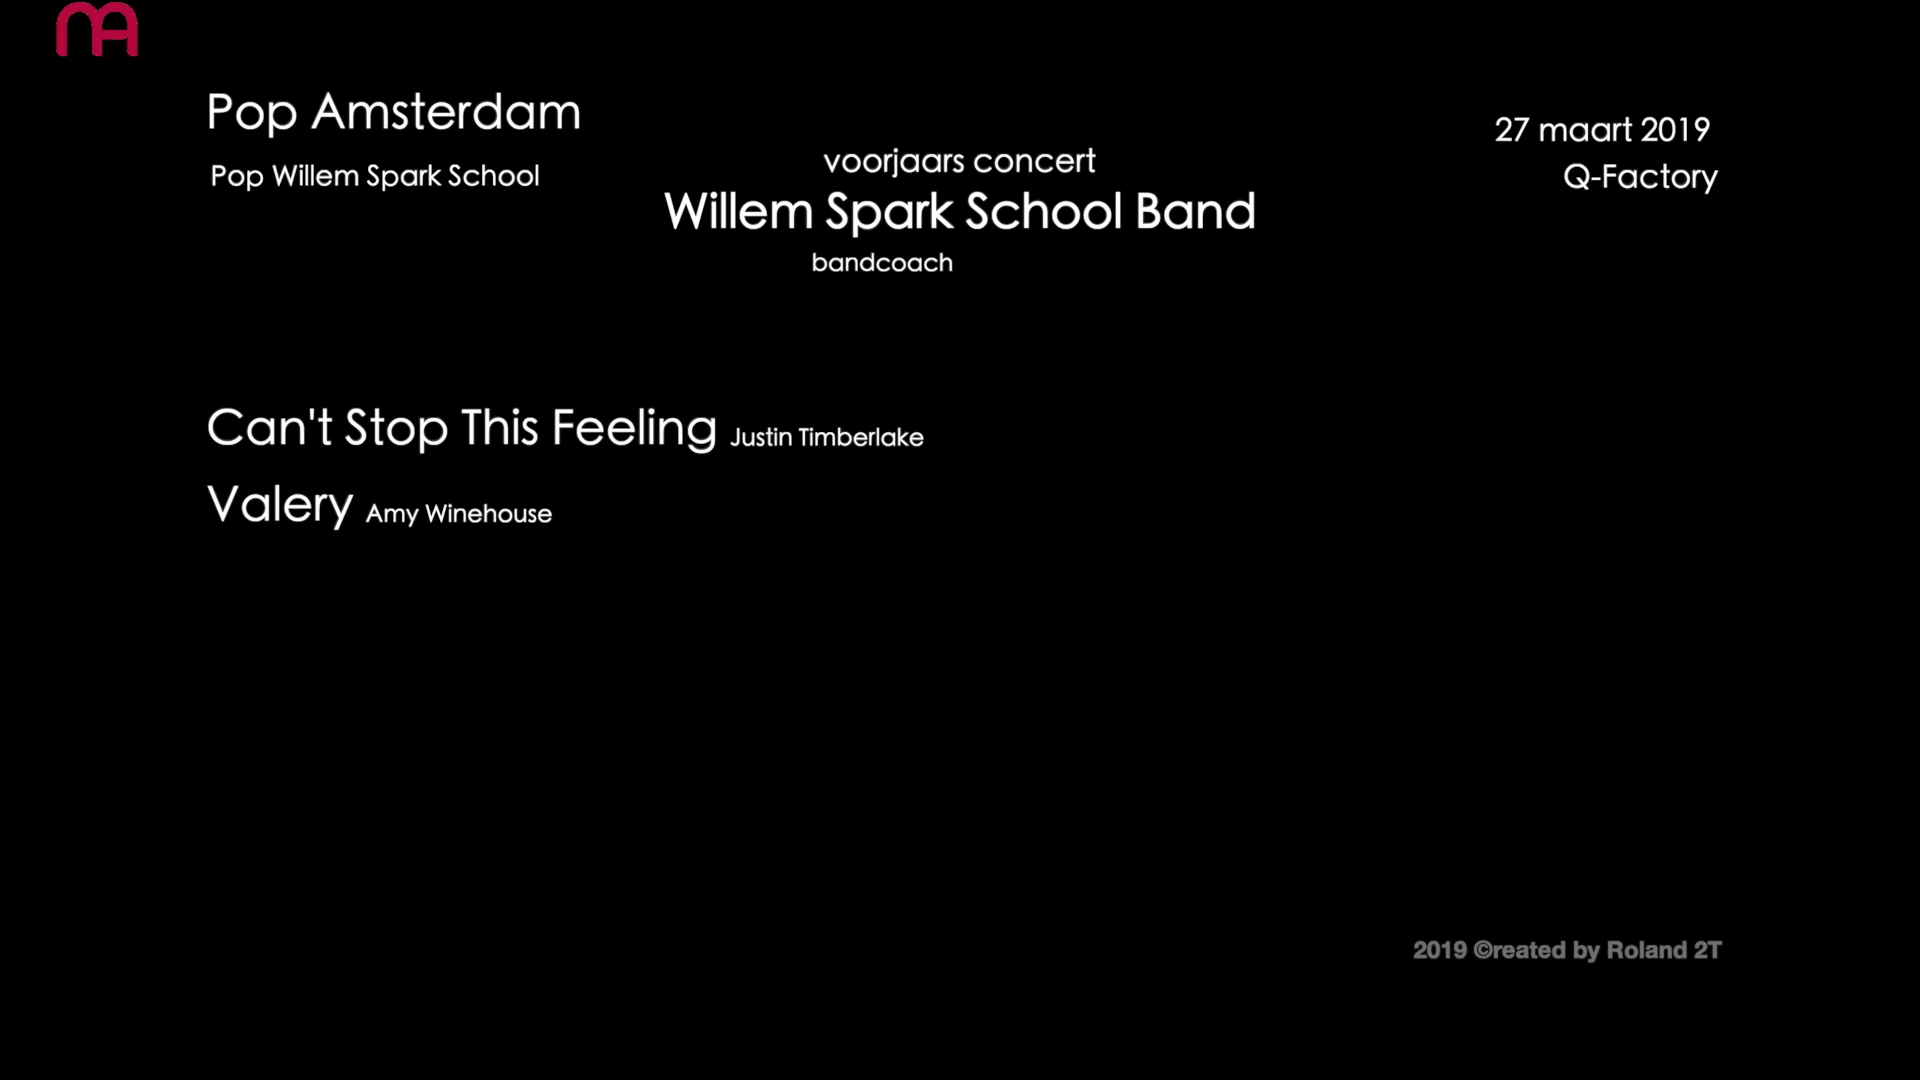 Pop Amsterdam
Pop Willem Spark School
voorjaars concert
Willem Spark School Band
bandcoach
27 maart 2019
Q-Factory
Can't Stop This Feeling Justin Timberlake
Valery Amy Winehouse
2019 ©reated by Roland 2T